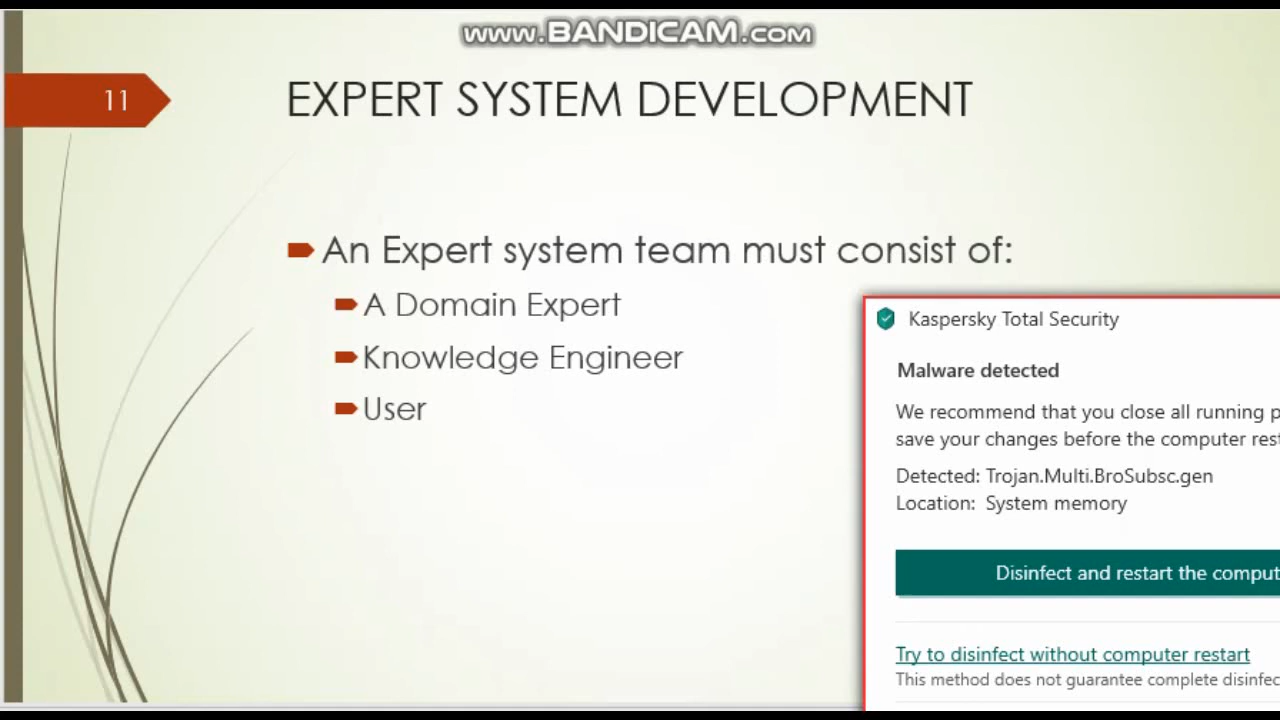 www.BANDICAM.com
11
EXPERT SYSTEM DEVELOPMENT
An Expert system team must consist of:
A Domain Expert
Knowledge Engineer
User
Kaspersky Total Security
Malware detected
We recommend that you close all running
save your changes before the computer
Detected: Trojan.Multi.BroSubsc.gen
Location: System memory
Disinfect and restart the
Try to disinfect without computer restart
This method does not guarantee complete